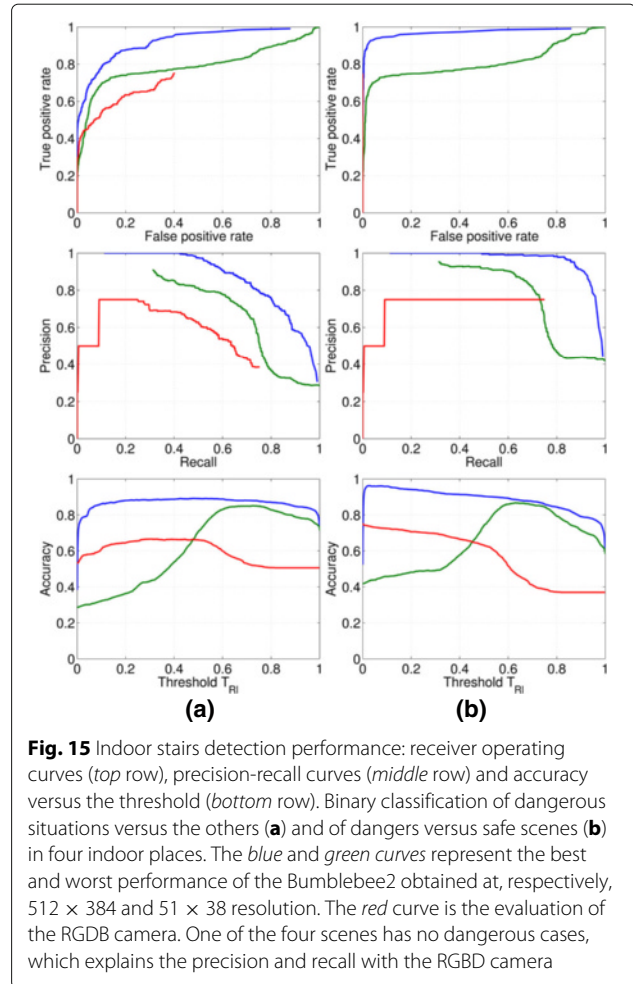 True positive rate
1
0.8
0.6
0.4
0.2
0
0 0.2 0.4 0.6 0.8 1
False positive rate
True positive rate
1
0.8
0.6
0.4
0.2
0
0 0.2 0.4 0.6 0.8 1
False positive rate
Precision
1
0.8
0.6
0.4
0.2
0
0 0.2 0.4 0.6 0.8 1
Recall
Precision
1
0.8
0.6
0.4
0.2
0
0 0.2 0.4 0.6 0.8 1
Recall
Accuracy
1
0.8
0.6
0.4
0.2
0
0 0.2 0.4 0.6 0.8 1
Threshold T_RI
(a)
Accuracy
1
0.8
0.6
0.4
0.2
0
0 0.2 0.4 0.6 0.8 1
Threshold T_RI
(b)
Fig. 15 Indoor stairs detection performance: receiver operating
curves (top row), precision-recall curves (middle row) and accuracy
versus the threshold (bottom row). Binary classification of dangerous
situations versus the others (a) and of dangers versus safe scenes (b)
in four indoor places. The blue and green curves represent the best
and worst performance of the Bumblebee2 obtained at, respectively,
512 × 384 and 51 × 38 resolution. The red curve is the evaluation of
the RGDB camera. One of the four scenes has no dangerous cases,
which explains the precision and recall with the RGBD camera